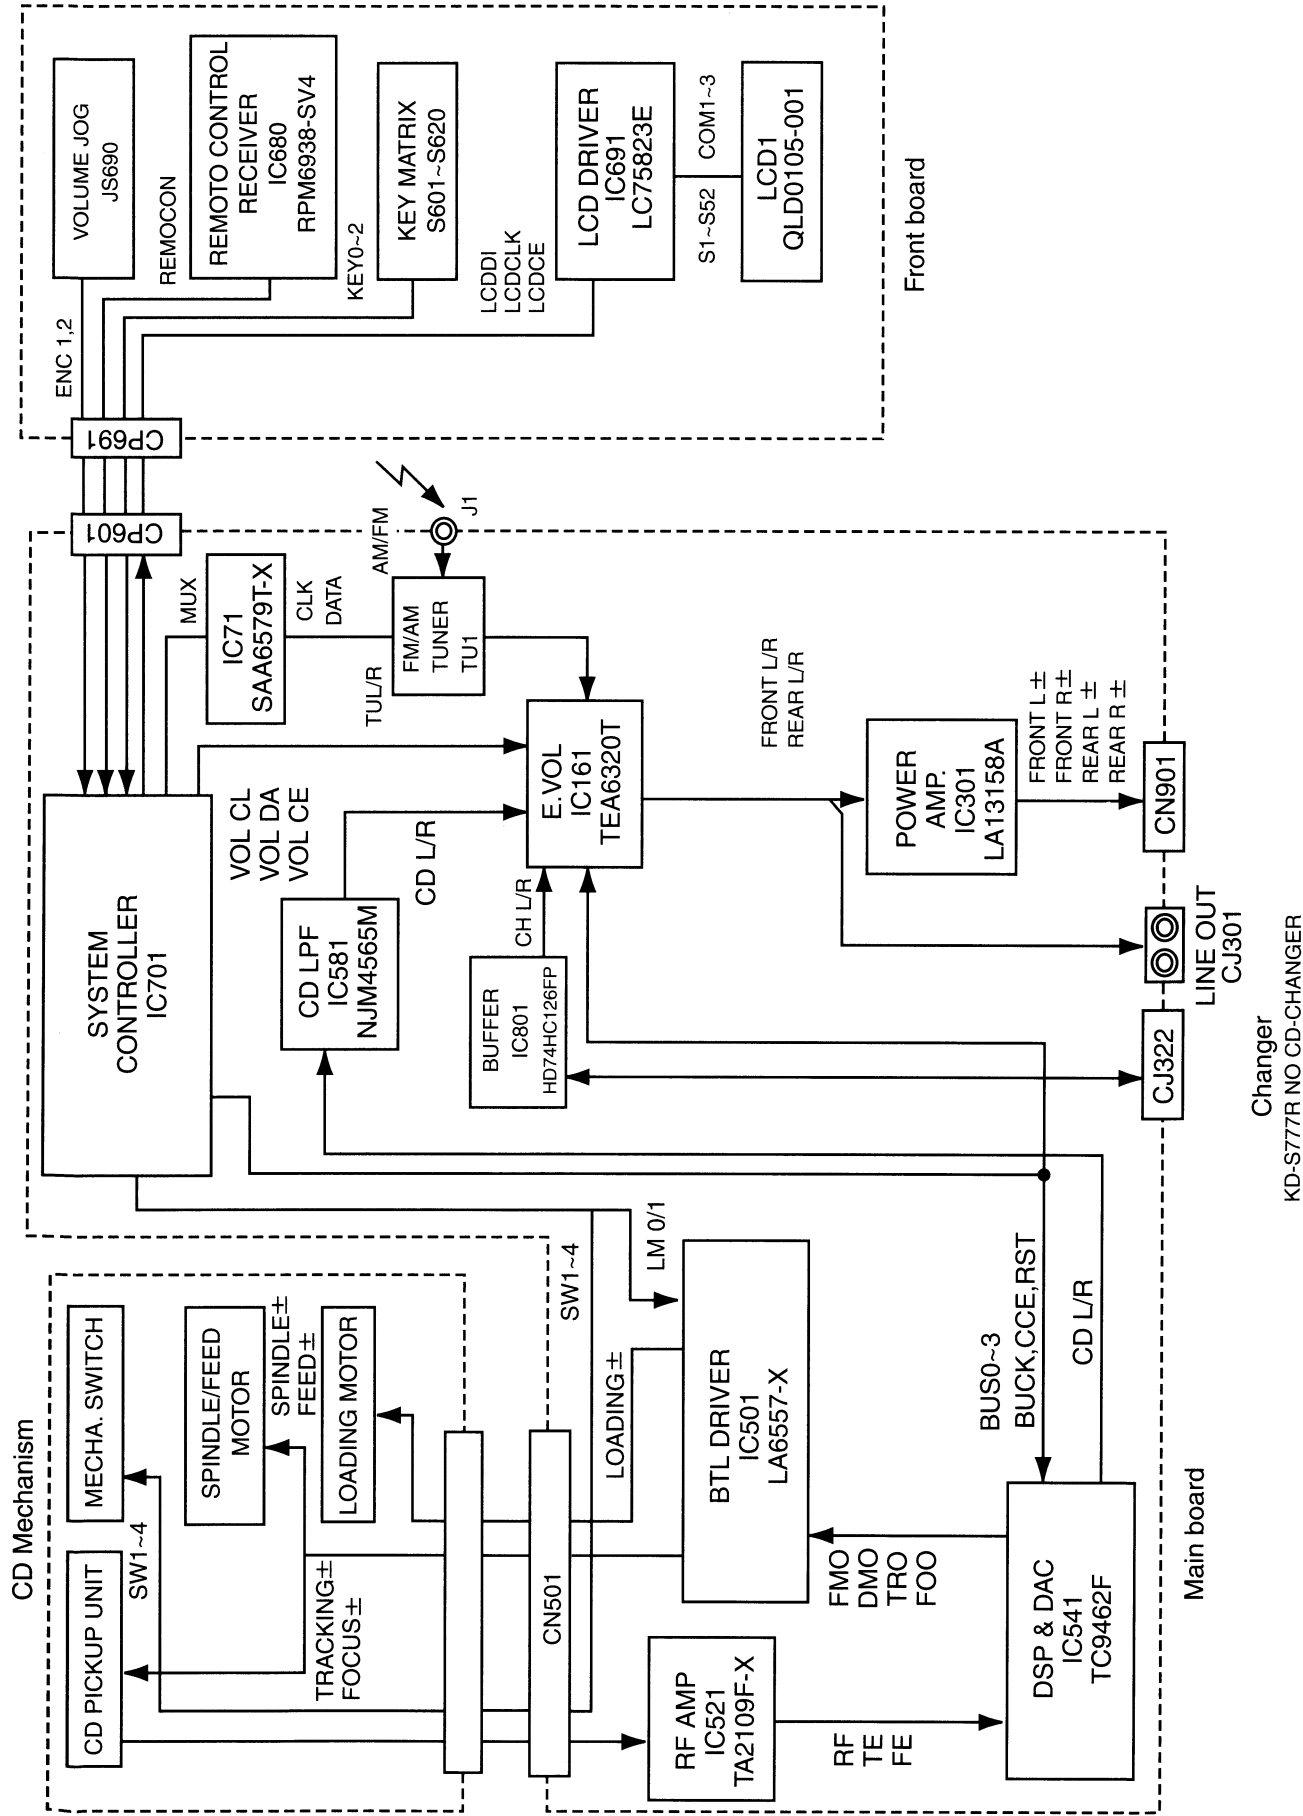 CD Mechanism
CD PICKUP UNIT
MECHA. SWITCH
SW1~4
SPINDLE/FEED
MOTOR
SPINDLE±
FEED±
LOADING MOTOR
TRACKING±
FOCUS±
CN501
SW1~4
LM 0/1
LOADING±
RF AMP
IC521
TA2109F-X
BTL DRIVER
IC501
LA6557-X
RF
TE
FE
FMO
DMO
TRO
FOO
BUS0~3
BUCK,CCE,RST
CD L/R
DSP & DAC
IC541
TC9462F
Main board
SYSTEM
CONTROLLER
IC701
VOL CL
VOL DA
VOL CE
CD LPF
IC581
NJM4565M
CD L/R
BUFFER
IC801
HD74HC126FP
CH L/R
E.VOL
IC161
TEA6320T
MUX
IC71
SAA6579T-X
CLK
DATA
TUL/R
FM/AM
TUNER
TU1
AM/FM
J1
FRONT L/R
REAR L/R
POWER
AMP.
IC301
LA13158A
FRONT L ±
FRONT R±
REAR L ±
REAR R ±
CN901
LINE OUT
CJ301
CJ322
Changer
KD-S777R NO CD-CHANGER
CP601
CP691
ENC 1,2
VOLUME JOG
JS690
REMOCON
REMOTO CONTROL
RECEIVER
IC680
RPM6938-SV4
KEY0~2
KEY MATRIX
S601~S620
LCDDI
LCDCLK
LCDCE
LCD DRIVER
IC691
LC75823E
S1~S52
COM1~3
LCD1
QLD0105-001
Front board